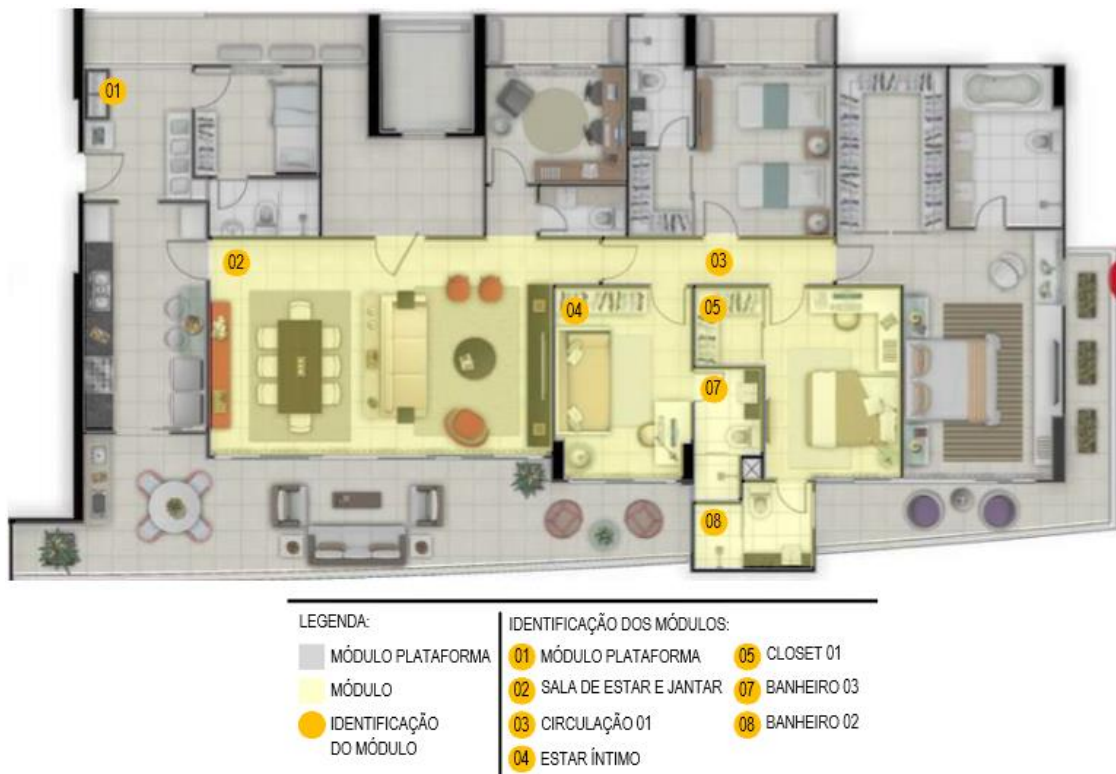 01
02
03
04
05
07
08
LEGENDA:
MÓDULO PLATAFORMA
MÓDULO
IDENTIFICAÇÃO
DO MÓDULO
IDENTIFICAÇÃO DOS MÓDULOS:
01 MÓDULO PLATAFORMA
02 SALA DE ESTAR E JANTAR
03 CIRCULAÇÃO 01
04 ESTAR ÍNTIMO
05 CLOSET 01
07 BANHEIRO 03
08 BANHEIRO 02